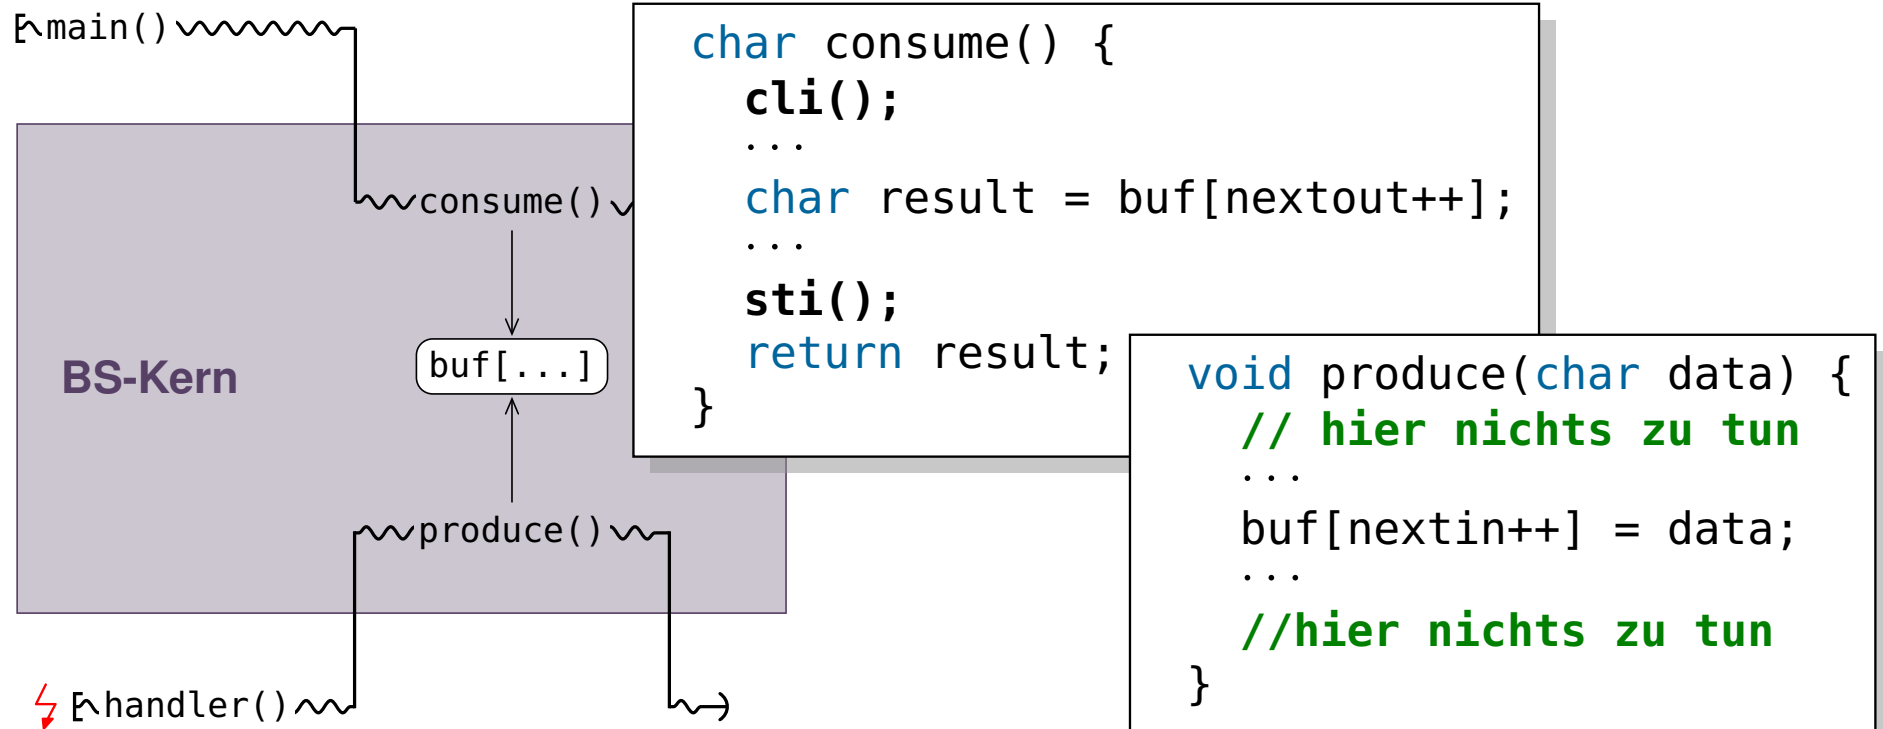 main()
consume()
BS-Kern
buf[...]
produce()
handler()
char consume() {
cli();
...
char result = buf[nextout++];
...
sti();
return result;
}
void produce(char data) {
// hier nichts zu tun
...
buf[nextin++] = data;
...
//hier nichts zu tun
}